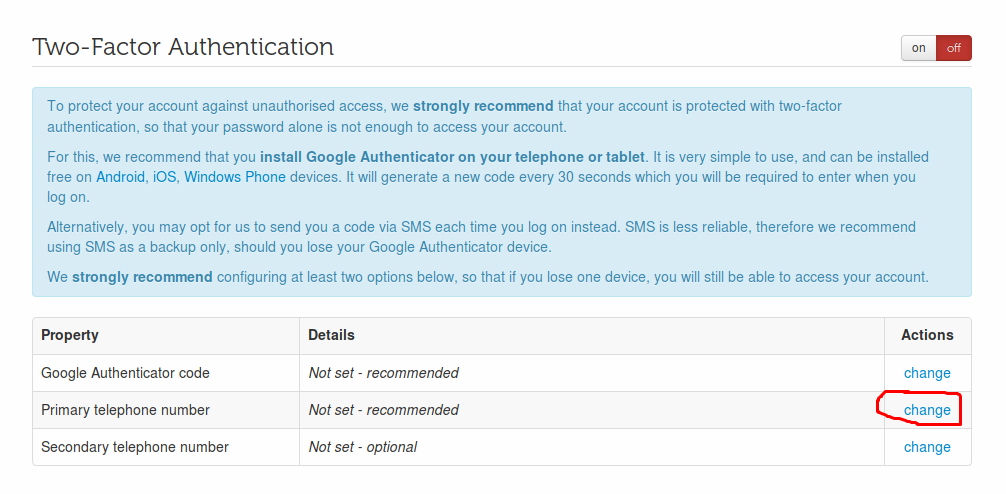 Two-Factor Authentication on off
To protect your account against unauthorised access, we strongly recommend that your account is protected with two-factor
authentication, so that your password alone is not enough to access your account.
For this, we recommend that you install Google Authenticator on your telephone or tablet. It is very simple to use, and can be installed
free on Android, iOS, Windows Phone devices. It will generate a new code every 30 seconds which you will be required to enter when you
log on.
Alternatively, you may opt for us to send you a code via SMS each time you log on instead. SMS is less reliable, therefore we recommend
using SMS as a backup only, should you lose your Google Authenticator device.
We strongly recommend configuring at least two options below, so that if you lose one device, you will still be able to access your account.
Property Details Actions
Google Authenticator code Not set - recommended change
Primary telephone number Not set - recommended change
Secondary telephone number Not set - optional change